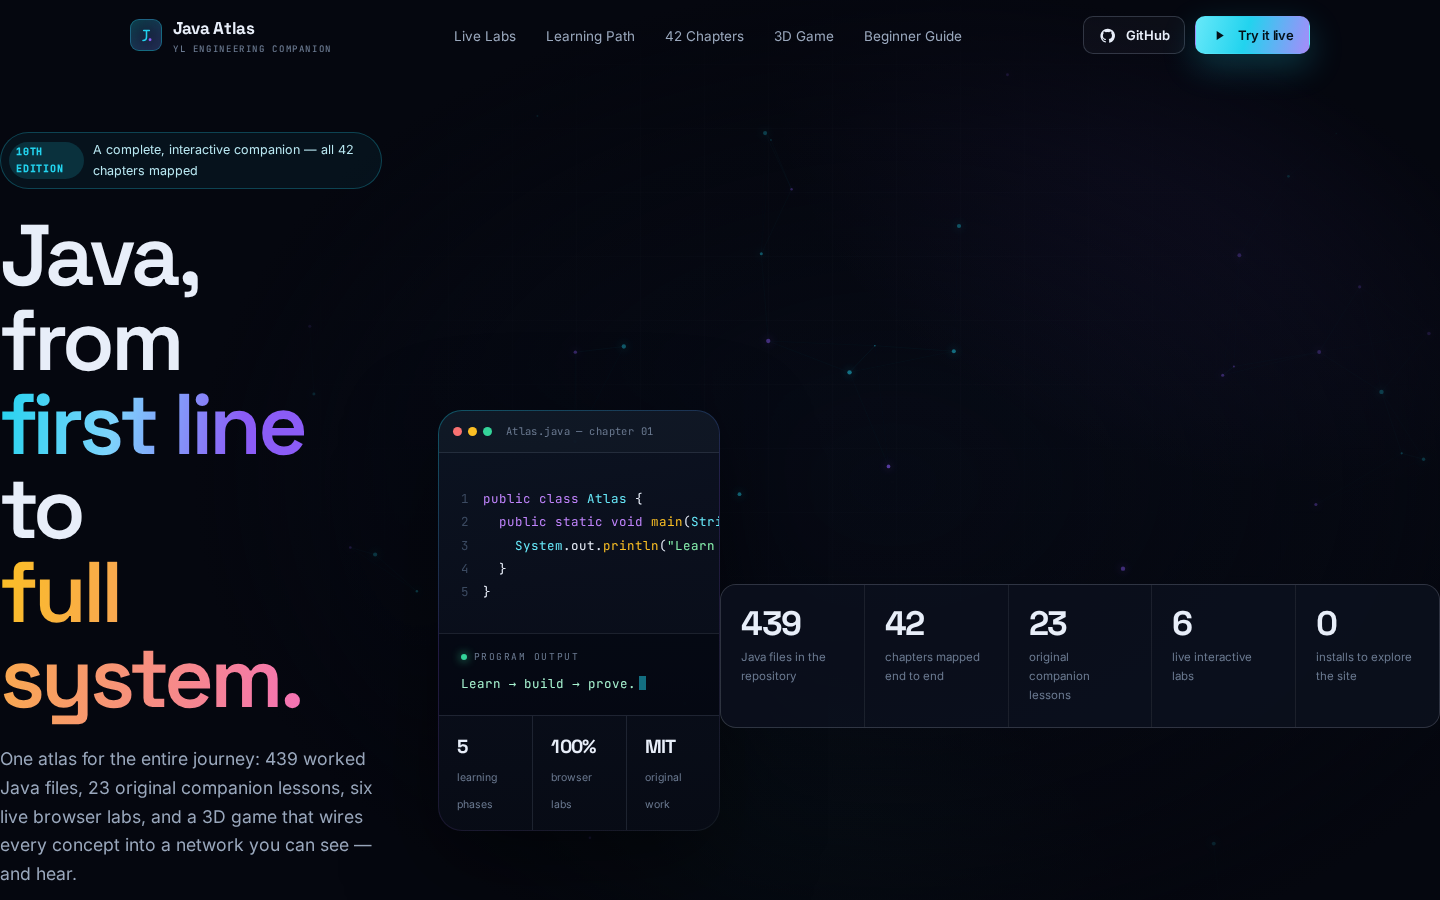 J.
Java Atlas
YL ENGINEERING COMPANION
Live Labs
Learning Path
42 Chapters
3D Game
Beginner Guide
GitHub
Try it live
10TH
EDITION
A complete, interactive companion — all 42
chapters mapped
Java,
from
first line
to
full
system.
One atlas for the entire journey: 439 worked
Java files, 23 original companion lessons, six
live browser labs, and a 3D game that wires
every concept into a network you can see —
and hear.
Atlas.java — chapter 01
1 public class Atlas {
2 public static void main(Stri
3 System.out.println("Learn
4 }
5 }
PROGRAM OUTPUT
Learn → build → prove.
5
learning
phases
100%
browser
labs
MIT
original
work
439
Java files in the
repository
42
chapters mapped
end to end
23
original
companion
lessons
6
live interactive
labs
0
installs to explore
the site